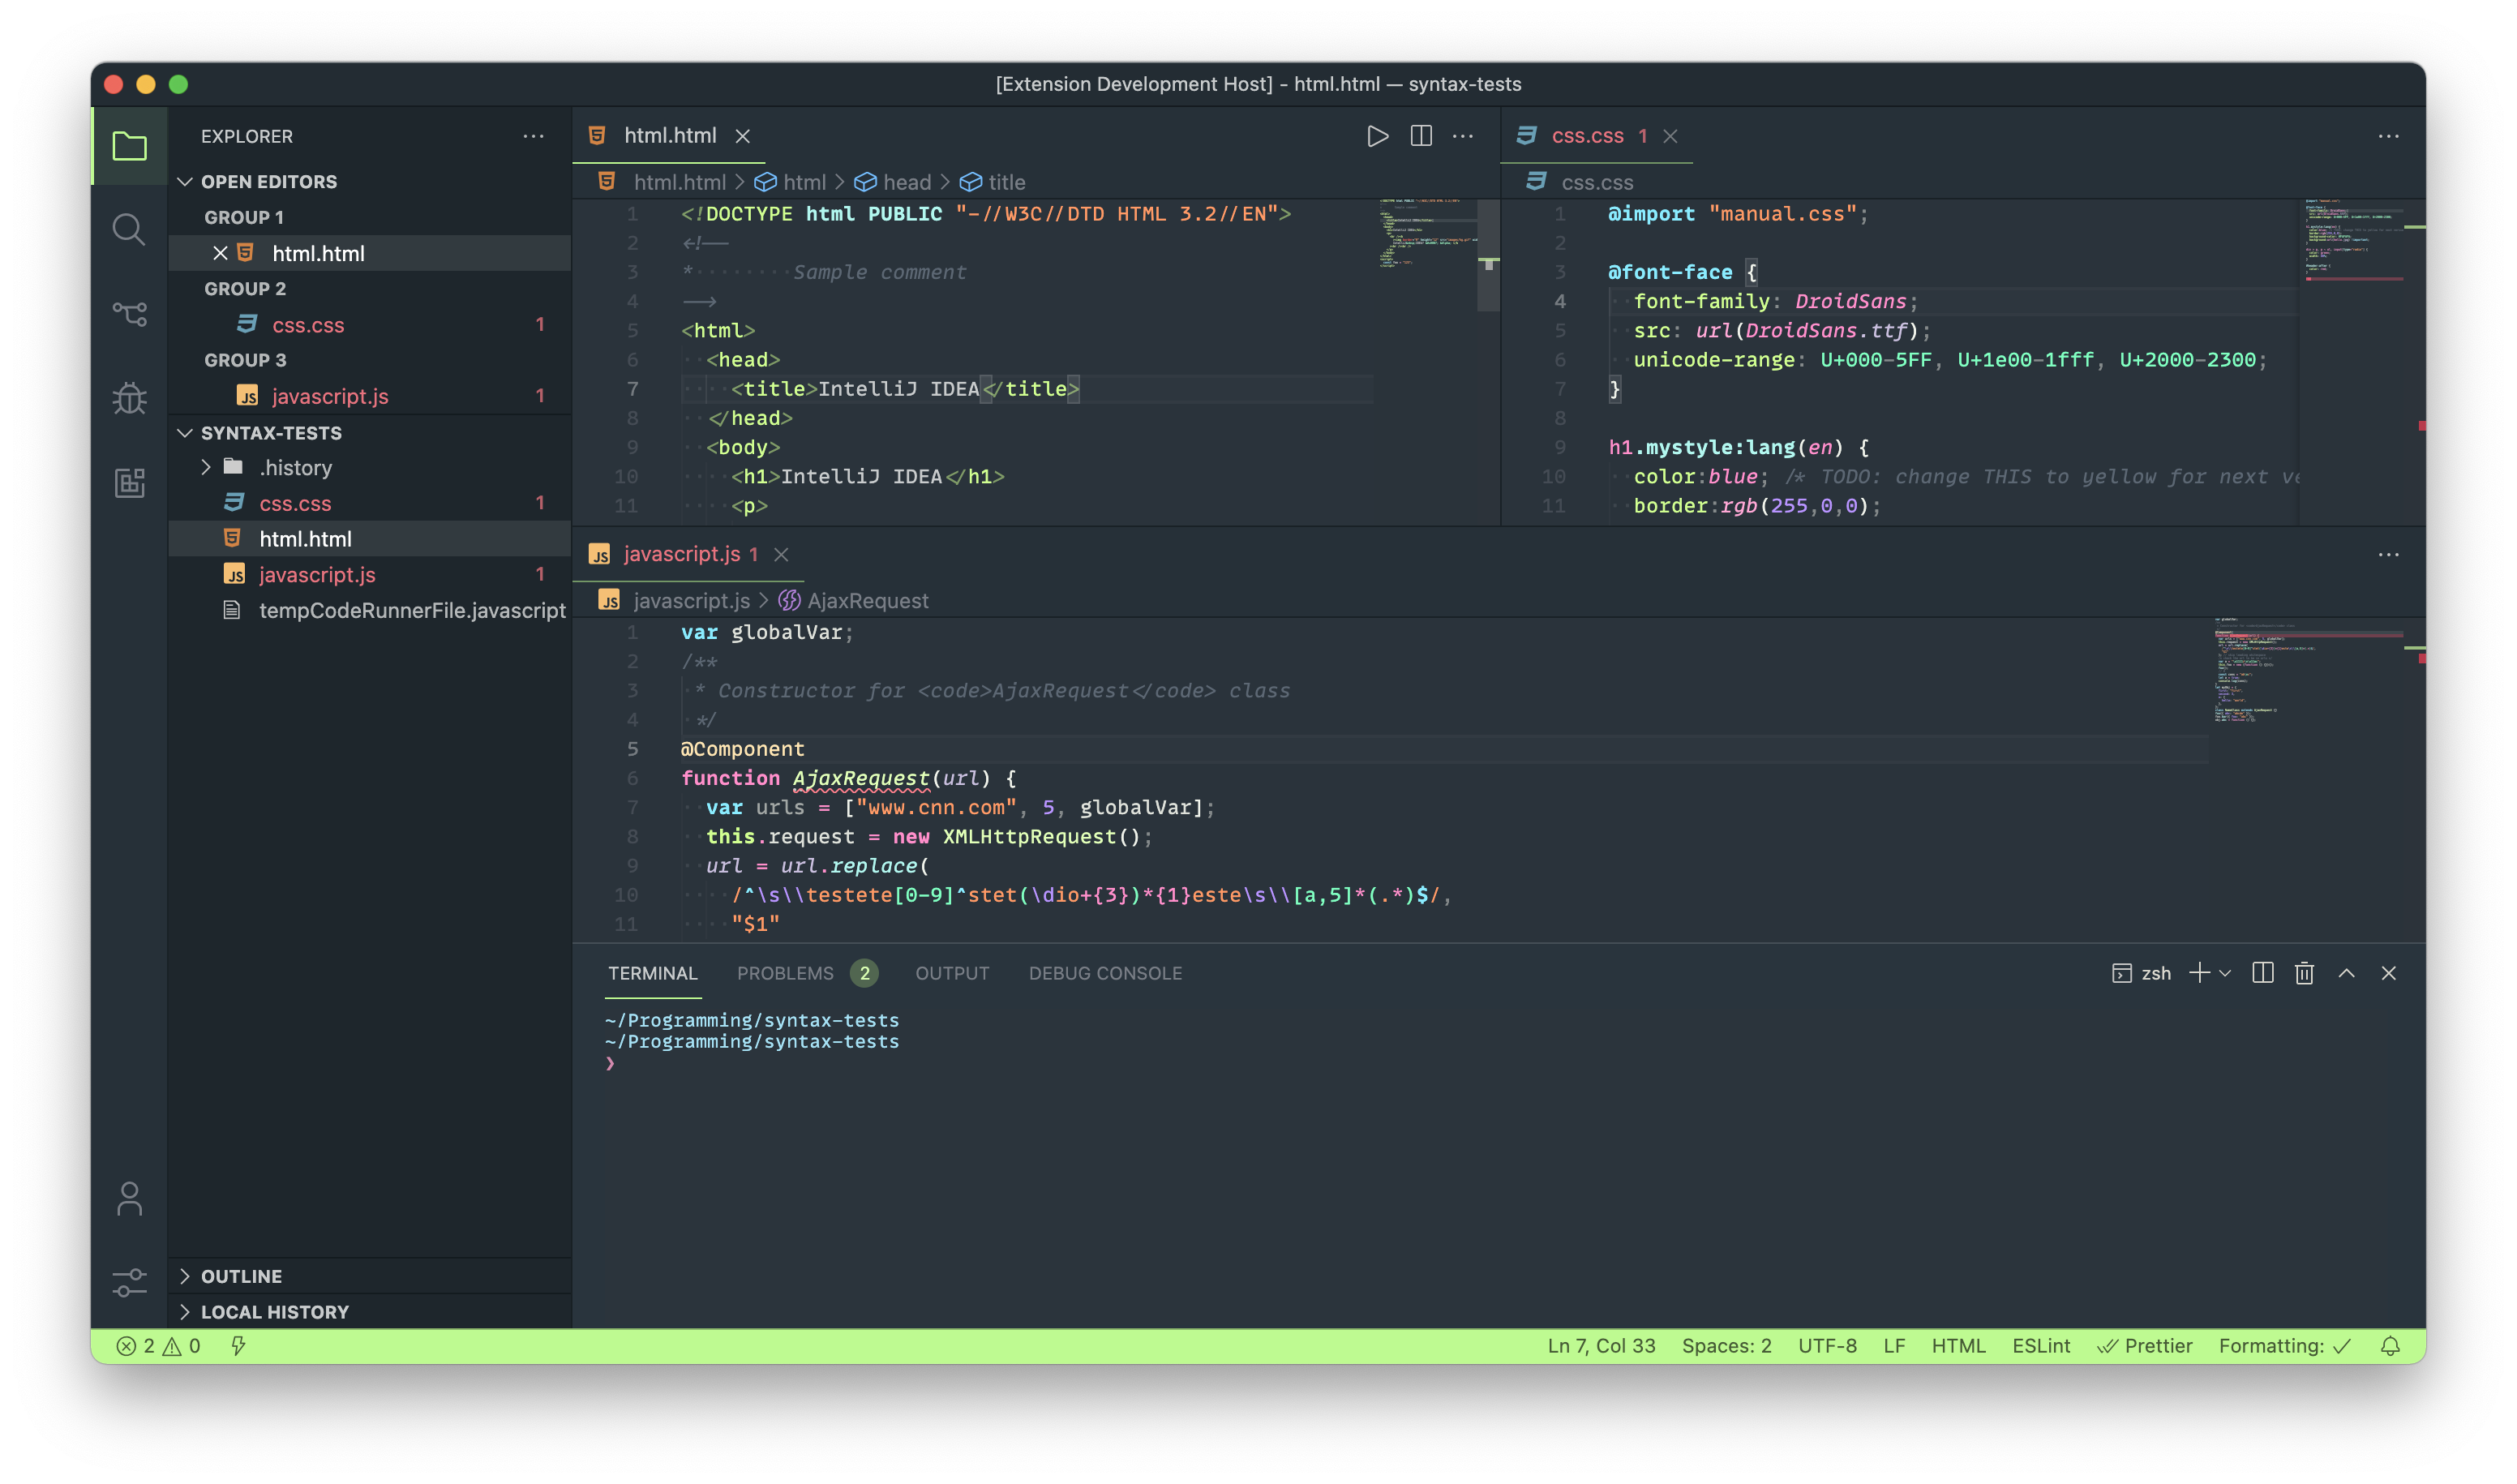 [Extension Development Host] - html.html — syntax-tests
EXPLORER
OPEN EDITORS
GROUP 1
html.html
GROUP 2
css.css 1
GROUP 3
javascript.js 1
SYNTAX-TESTS
.history
css.css 1
html.html
javascript.js 1
tempCodeRunnerFile.javascript
OUTLINE
LOCAL HISTORY
html.html
html.html > html > head > title
1 <!DOCTYPE html PUBLIC "-//W3C//DTD HTML 3.2//EN">
2 <!--
3 *        Sample comment
4 -->
5 <html>
6   <head>
7     <title>IntelliJ IDEA</title>
8   </head>
9   <body>
10     <h1>IntelliJ IDEA</h1>
11     <p>
css.css 1
css.css
1 @import "manual.css";
2
3 @font-face {
4   font-family: DroidSans;
5   src: url(DroidSans.ttf);
6   unicode-range: U+000-5FF, U+1e00-1fff, U+2000-2300;
7 }
8
9 h1.mystyle:lang(en) {
10   color:blue; /* TODO: change THIS to yellow for next ve
11   border:rgb(255,0,0);
JS javascript.js 1
JS javascript.js > AjaxRequest
1 var globalVar;
2 /**
3  * Constructor for <code>AjaxRequest</code> class
4  */
5 @Component
6 function AjaxRequest(url) {
7   var urls = ["www.cnn.com", 5, globalVar];
8   this.request = new XMLHttpRequest();
9   url = url.replace(
10     /^\s\\testete[0-9]^stet(\dio+{3})*{1}este\s\\[a,5]*(.*)$/,
11     "$1"
TERMINAL PROBLEMS 2 OUTPUT DEBUG CONSOLE
zsh
~/Programming/syntax-tests
~/Programming/syntax-tests
❯
2 0
Ln 7, Col 33 Spaces: 2 UTF-8 LF HTML ESLint Prettier Formatting: ✓